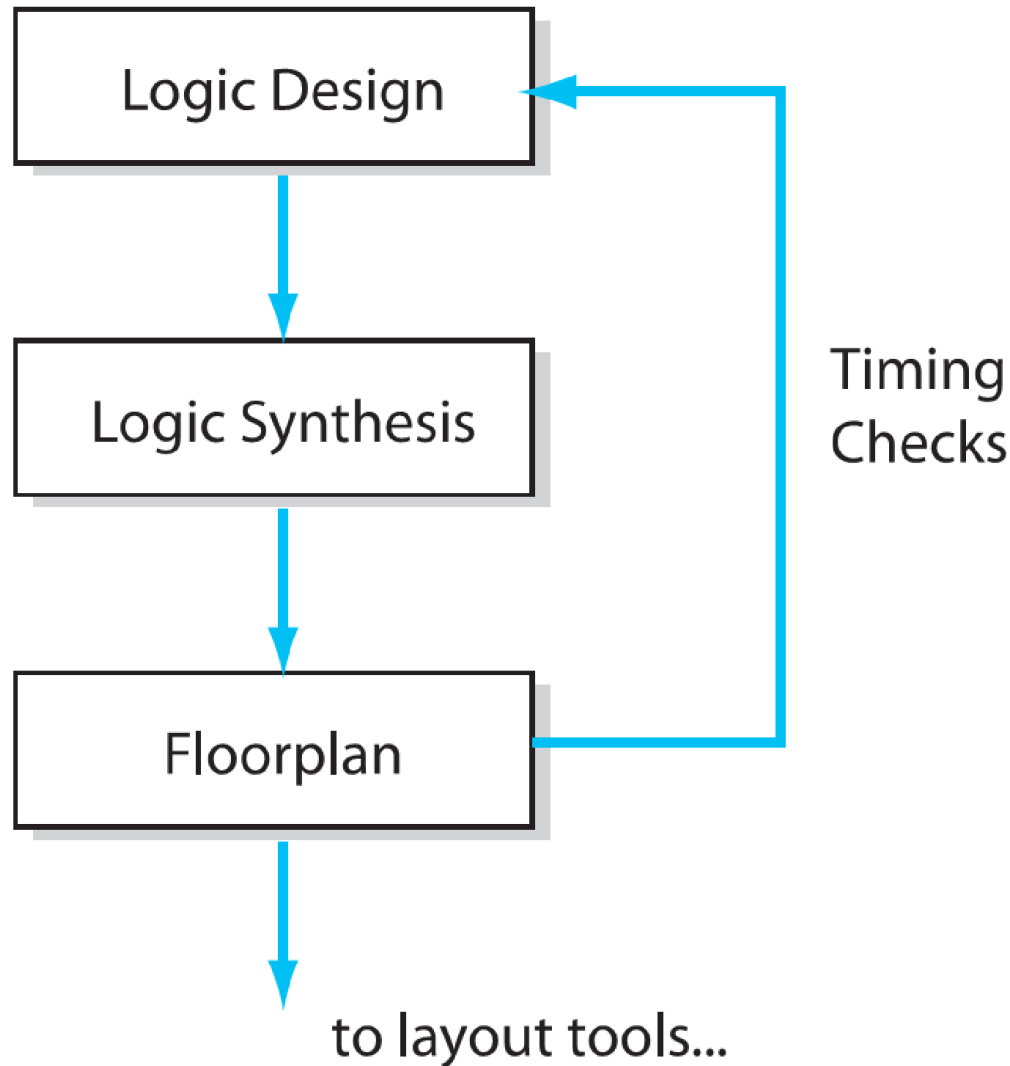 Logic Design
Logic Synthesis
Timing
Checks
Floorplan
to layout tools...